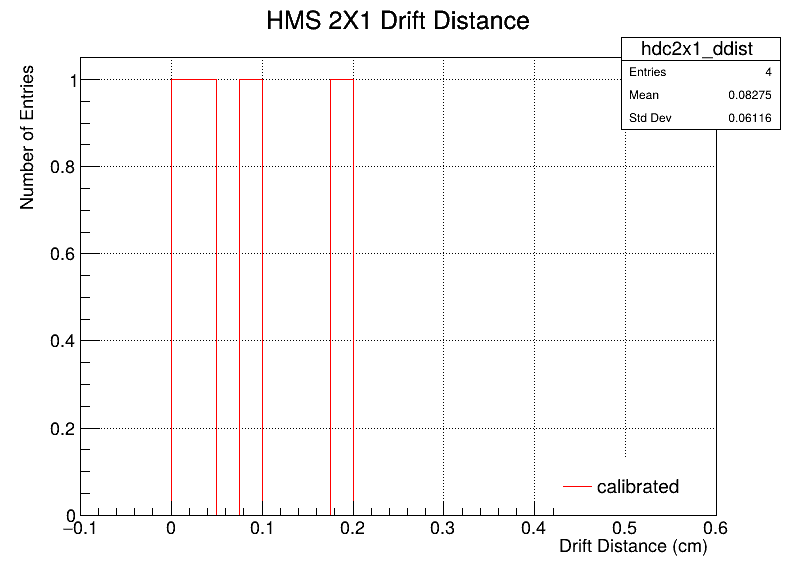 HMS 2X1 Drift Distance
hdc2x1_ddist
Entries 4
Mean 0.08275
Std Dev 0.06116
Number of Entries
1
0.8
0.6
0.4
0.2
0
−0.1 0 0.1 0.2 0.3 0.4 0.5 0.6
calibrated
Drift Distance (cm)